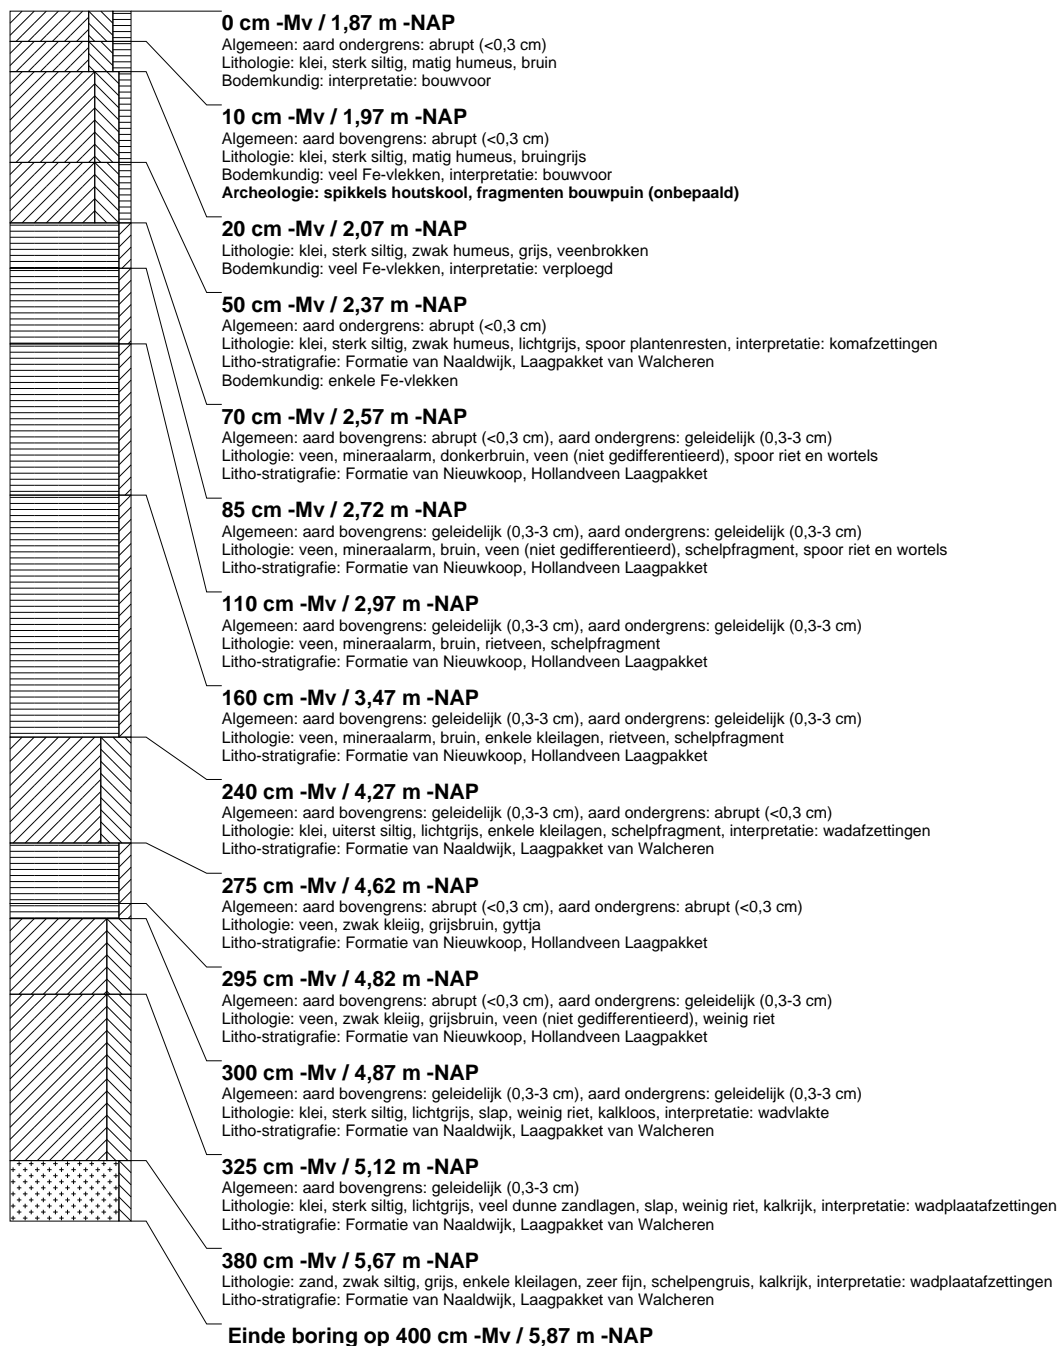 0 cm -Mv / 1,87 m -NAP
Algemeen: aard ondergrens: abrupt (<0,3 cm)
Lithologie: klei, sterk siltig, matig humeus, bruin
Bodemkundig: interpretatie: bouwvoor
10 cm -Mv / 1,97 m -NAP
Algemeen: aard bovengrens: abrupt (<0,3 cm)
Lithologie: klei, sterk siltig, matig humeus, bruingrijs
Bodemkundig: veel Fe-vlekken, interpretatie: bouwvoor
Archeologie: spikkels houtskool, fragmenten bouwpuin (onbepaald)
20 cm -Mv / 2,07 m -NAP
Lithologie: klei, sterk siltig, zwak humeus, grijs, veenbrokken
Bodemkundig: veel Fe-vlekken, interpretatie: verploegd
50 cm -Mv / 2,37 m -NAP
Algemeen: aard ondergrens: abrupt (<0,3 cm)
Lithologie: klei, sterk siltig, zwak humeus, lichtgrijs, spoor plantenresten, interpretatie: komafzettingen
Litho-stratigrafie: Formatie van Naaldwijk, Laagpakket van Walcheren
Bodemkundig: enkele Fe-vlekken
70 cm -Mv / 2,57 m -NAP
Algemeen: aard bovengrens: abrupt (<0,3 cm), aard ondergrens: geleidelijk (0,3-3 cm)
Lithologie: veen, mineraalarm, donkerbruin, veen (niet gedifferentieerd), spoor riet en wortels
Litho-stratigrafie: Formatie van Nieuwkoop, Hollandveen Laagpakket
85 cm -Mv / 2,72 m -NAP
Algemeen: aard bovengrens: geleidelijk (0,3-3 cm), aard ondergrens: geleidelijk (0,3-3 cm)
Lithologie: veen, mineraalarm, bruin, veen (niet gedifferentieerd), schelpfragment, spoor riet en wortels
Litho-stratigrafie: Formatie van Nieuwkoop, Hollandveen Laagpakket
110 cm -Mv / 2,97 m -NAP
Algemeen: aard bovengrens: geleidelijk (0,3-3 cm), aard ondergrens: geleidelijk (0,3-3 cm)
Lithologie: veen, mineraalarm, bruin, rietveen, schelpfragment
Litho-stratigrafie: Formatie van Nieuwkoop, Hollandveen Laagpakket
160 cm -Mv / 3,47 m -NAP
Algemeen: aard bovengrens: geleidelijk (0,3-3 cm), aard ondergrens: geleidelijk (0,3-3 cm)
Lithologie: veen, mineraalarm, bruin, enkele kleilagen, rietveen, schelpfragment
Litho-stratigrafie: Formatie van Nieuwkoop, Hollandveen Laagpakket
240 cm -Mv / 4,27 m -NAP
Algemeen: aard bovengrens: geleidelijk (0,3-3 cm), aard ondergrens: abrupt (<0,3 cm)
Lithologie: klei, uiterst siltig, lichtgrijs, enkele kleilagen, schelpfragment, interpretatie: wadafzettingen
Litho-stratigrafie: Formatie van Naaldwijk, Laagpakket van Walcheren
275 cm -Mv / 4,62 m -NAP
Algemeen: aard bovengrens: abrupt (<0,3 cm), aard ondergrens: abrupt (<0,3 cm)
Lithologie: veen, zwak kleiig, grijsbruin, gyttja
Litho-stratigrafie: Formatie van Nieuwkoop, Hollandveen Laagpakket
295 cm -Mv / 4,82 m -NAP
Algemeen: aard bovengrens: abrupt (<0,3 cm), aard ondergrens: geleidelijk (0,3-3 cm)
Lithologie: veen, zwak kleiig, grijsbruin, veen (niet gedifferentieerd), weinig riet
Litho-stratigrafie: Formatie van Nieuwkoop, Hollandveen Laagpakket
300 cm -Mv / 4,87 m -NAP
Algemeen: aard bovengrens: geleidelijk (0,3-3 cm), aard ondergrens: geleidelijk (0,3-3 cm)
Lithologie: klei, sterk siltig, lichtgrijs, slap, weinig riet, kalkloos, interpretatie: wadvlakte
Litho-stratigrafie: Formatie van Naaldwijk, Laagpakket van Walcheren
325 cm -Mv / 5,12 m -NAP
Algemeen: aard bovengrens: geleidelijk (0,3-3 cm)
Lithologie: klei, sterk siltig, lichtgrijs, veel dunne zandlagen, slap, weinig riet, kalkrijk, interpretatie: wadplaatafzettingen
Litho-stratigrafie: Formatie van Naaldwijk, Laagpakket van Walcheren
380 cm -Mv / 5,67 m -NAP
Lithologie: zand, zwak siltig, grijs, enkele kleilagen, zeer fijn, schelpengruis, kalkrijk, interpretatie: wadplaatafzettingen
Litho-stratigrafie: Formatie van Naaldwijk, Laagpakket van Walcheren
Einde boring op 400 cm -Mv / 5,87 m -NAP